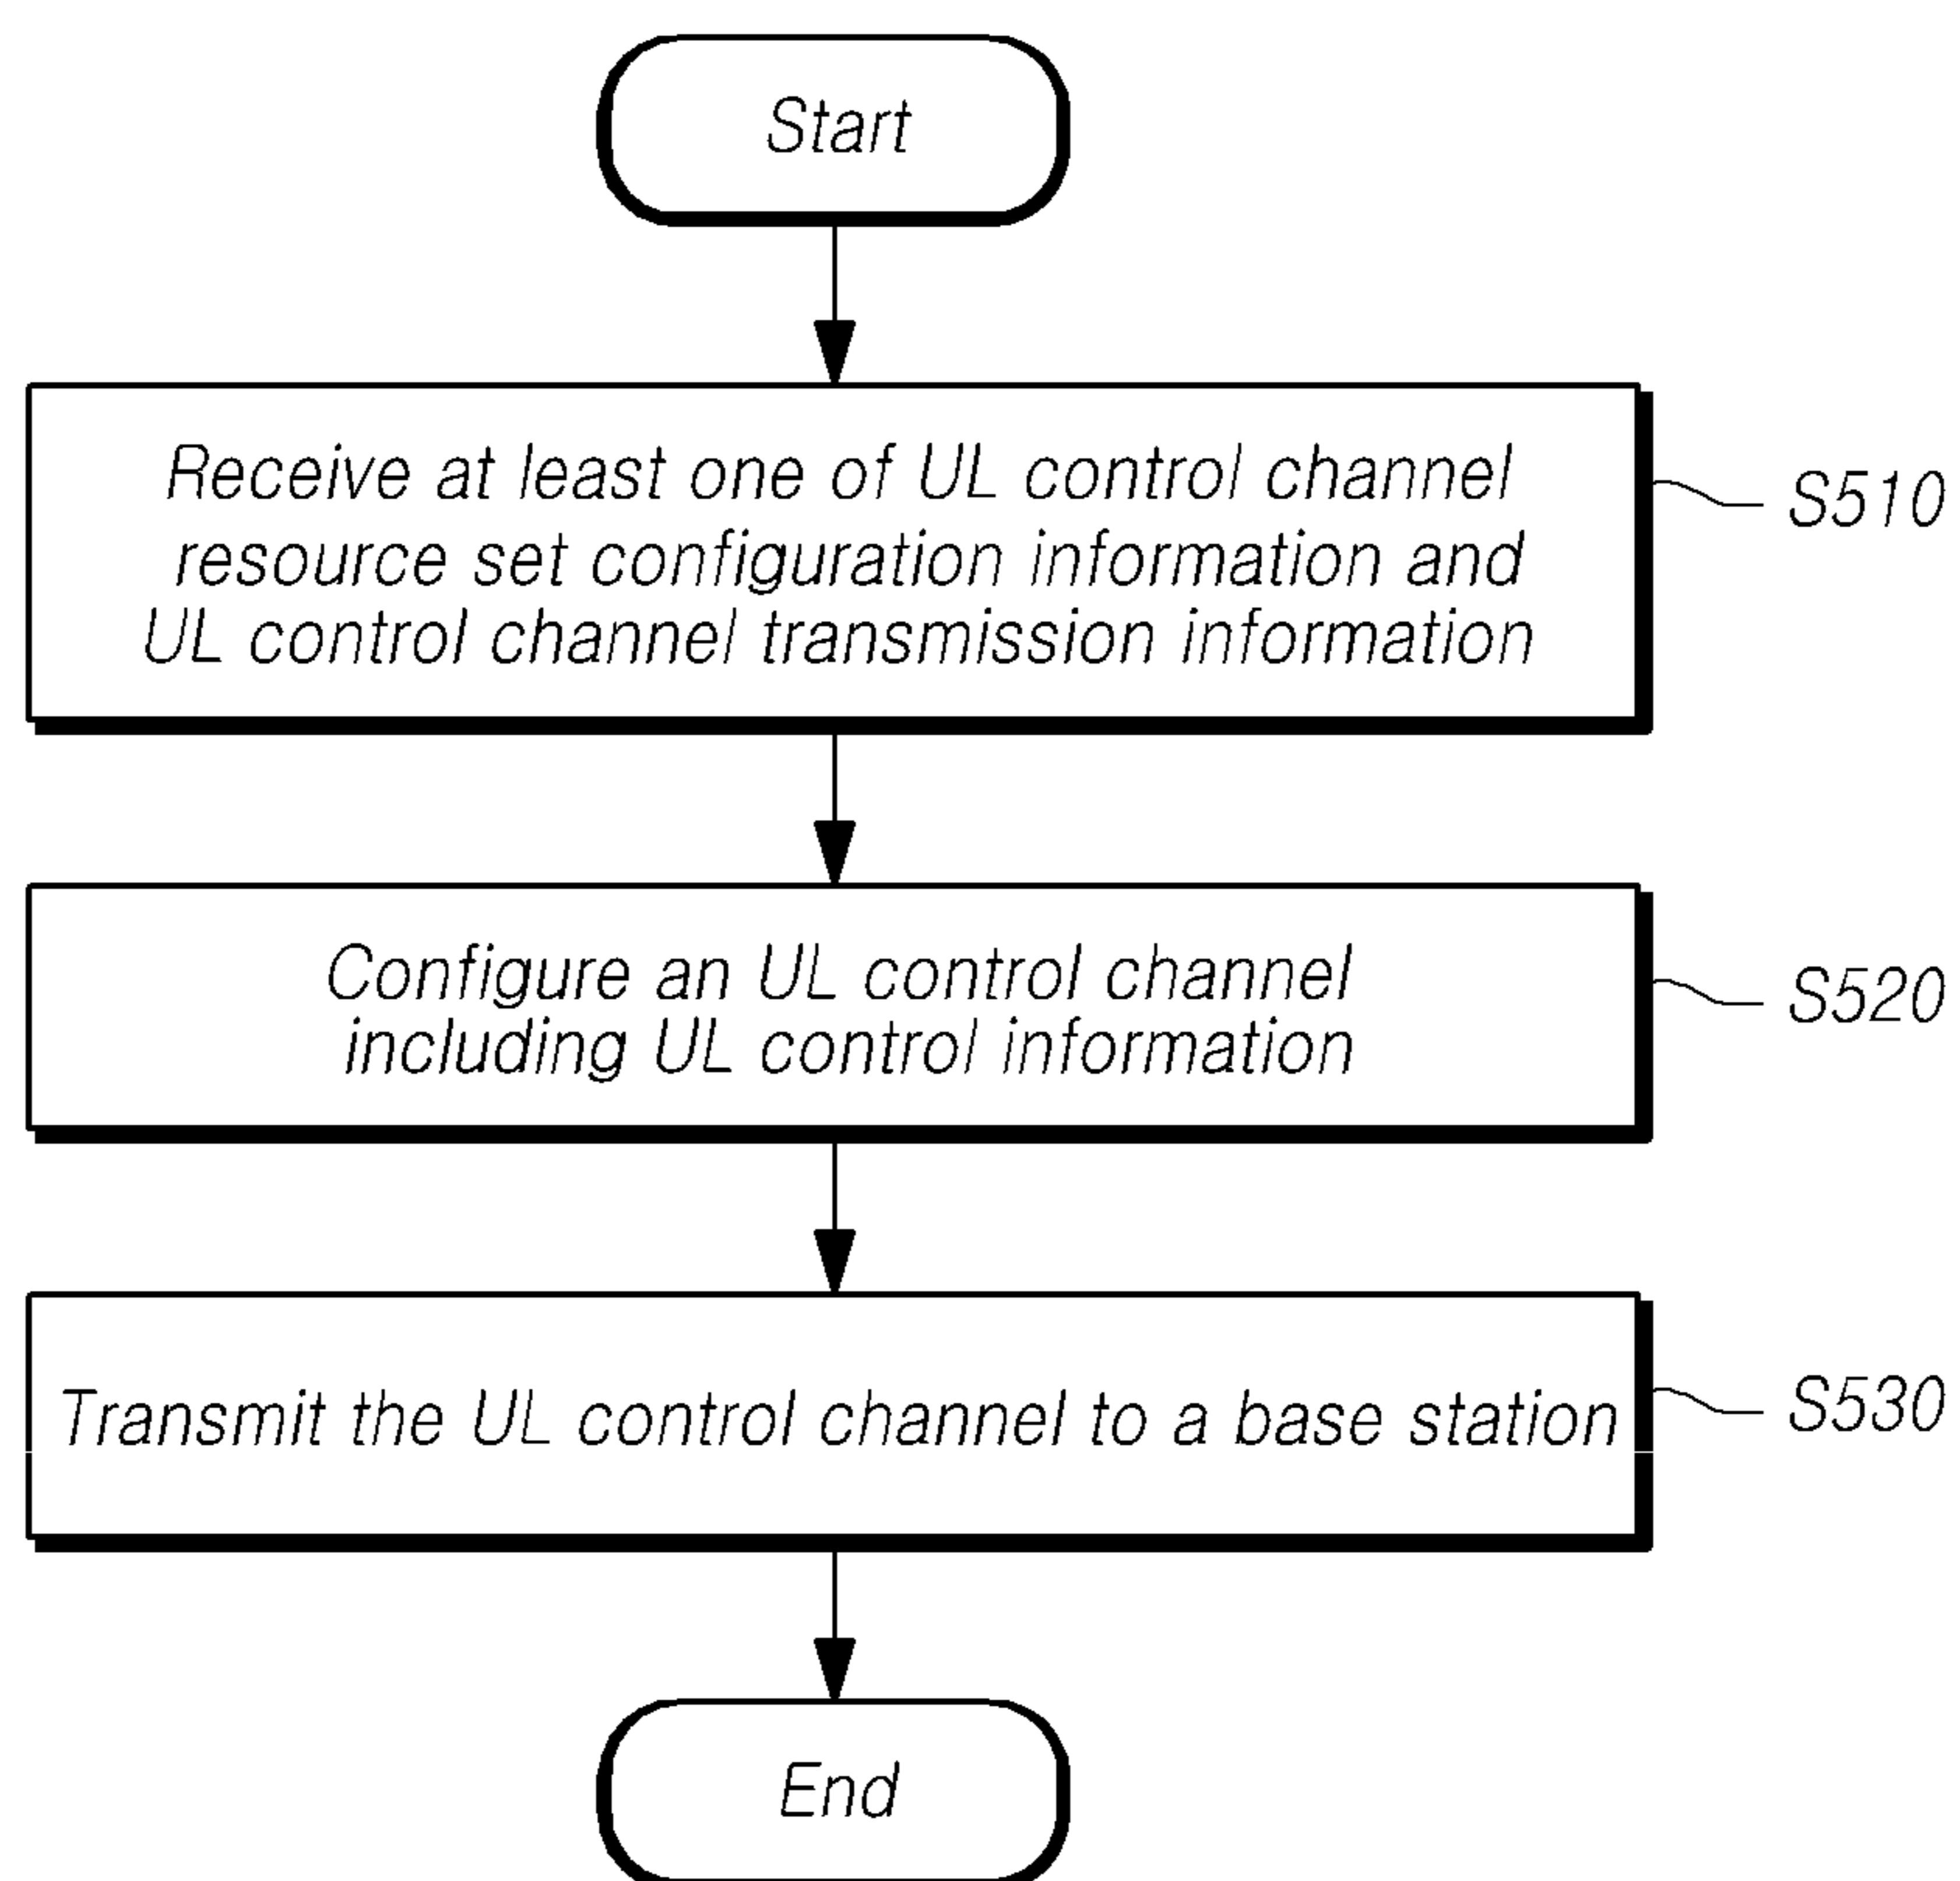 Start
Receive at least one of UL control channel
resource set configuration information and
UL control channel transmission information
S510
Configure an UL control channel
including UL control information
S520
Transmit the UL control channel to a base station
S530
End